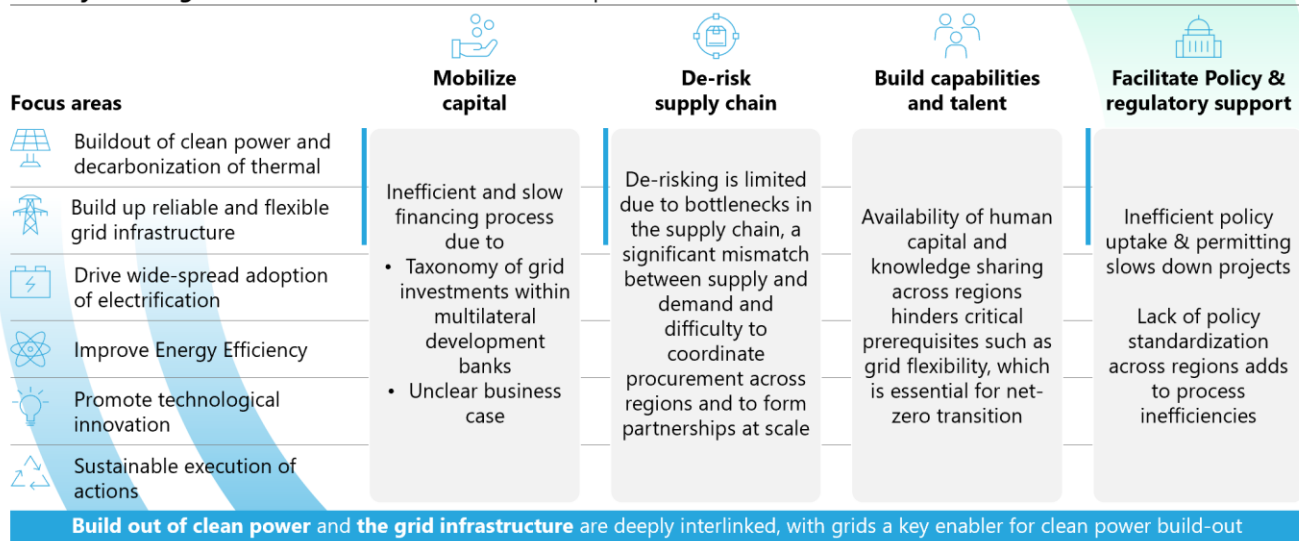 Mobilize
capital
De-risk
supply chain
Build capabilities
and talent
Facilitate Policy &
regulatory support
Focus areas
Buildout of clean power and
decarbonization of thermal
Build up reliable and flexible
grid infrastructure
Drive wide-spread adoption
of electrification
Improve Energy Efficiency
Promote technological
innovation
Sustainable execution of
actions
Inefficient and slow
financing process
due to
• Taxonomy of grid
investments within
multilateral
development
banks
• Unclear business
case
De-risking is limited
due to bottlenecks in
the supply chain, a
significant mismatch
between supply and
demand and
difficulty to
coordinate
procurement across
regions and to form
partnerships at scale
Availability of human
capital and
knowledge sharing
across regions
hinders critical
prerequisites such as
grid flexibility, which
is essential for net-
zero transition
Inefficient policy
uptake & permitting
slows down projects
Lack of policy
standardization
across regions adds
to process
inefficiencies
Build out of clean power and the grid infrastructure are deeply interlinked, with grids a key enabler for clean power build-out